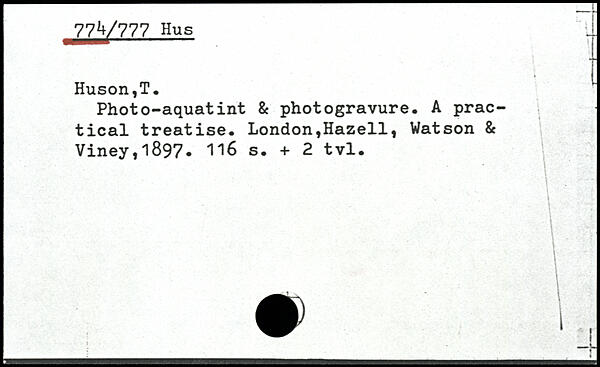 774/777 Hus
Huson,T.
Photo-aquatint & photogravure. A prac-
tical treatise. London,Hazell, Watson &
Viney,1897. 116 s. + 2 tvl.